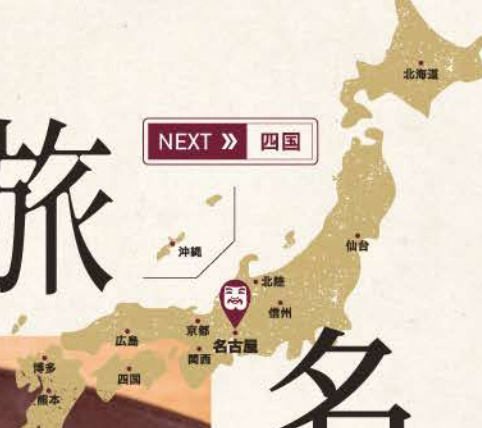 北海道
旅
NEXT » 四国
沖縄
仙台
北陸
信州
京都
名古屋
広島
関西
博多
四国
熊本
名